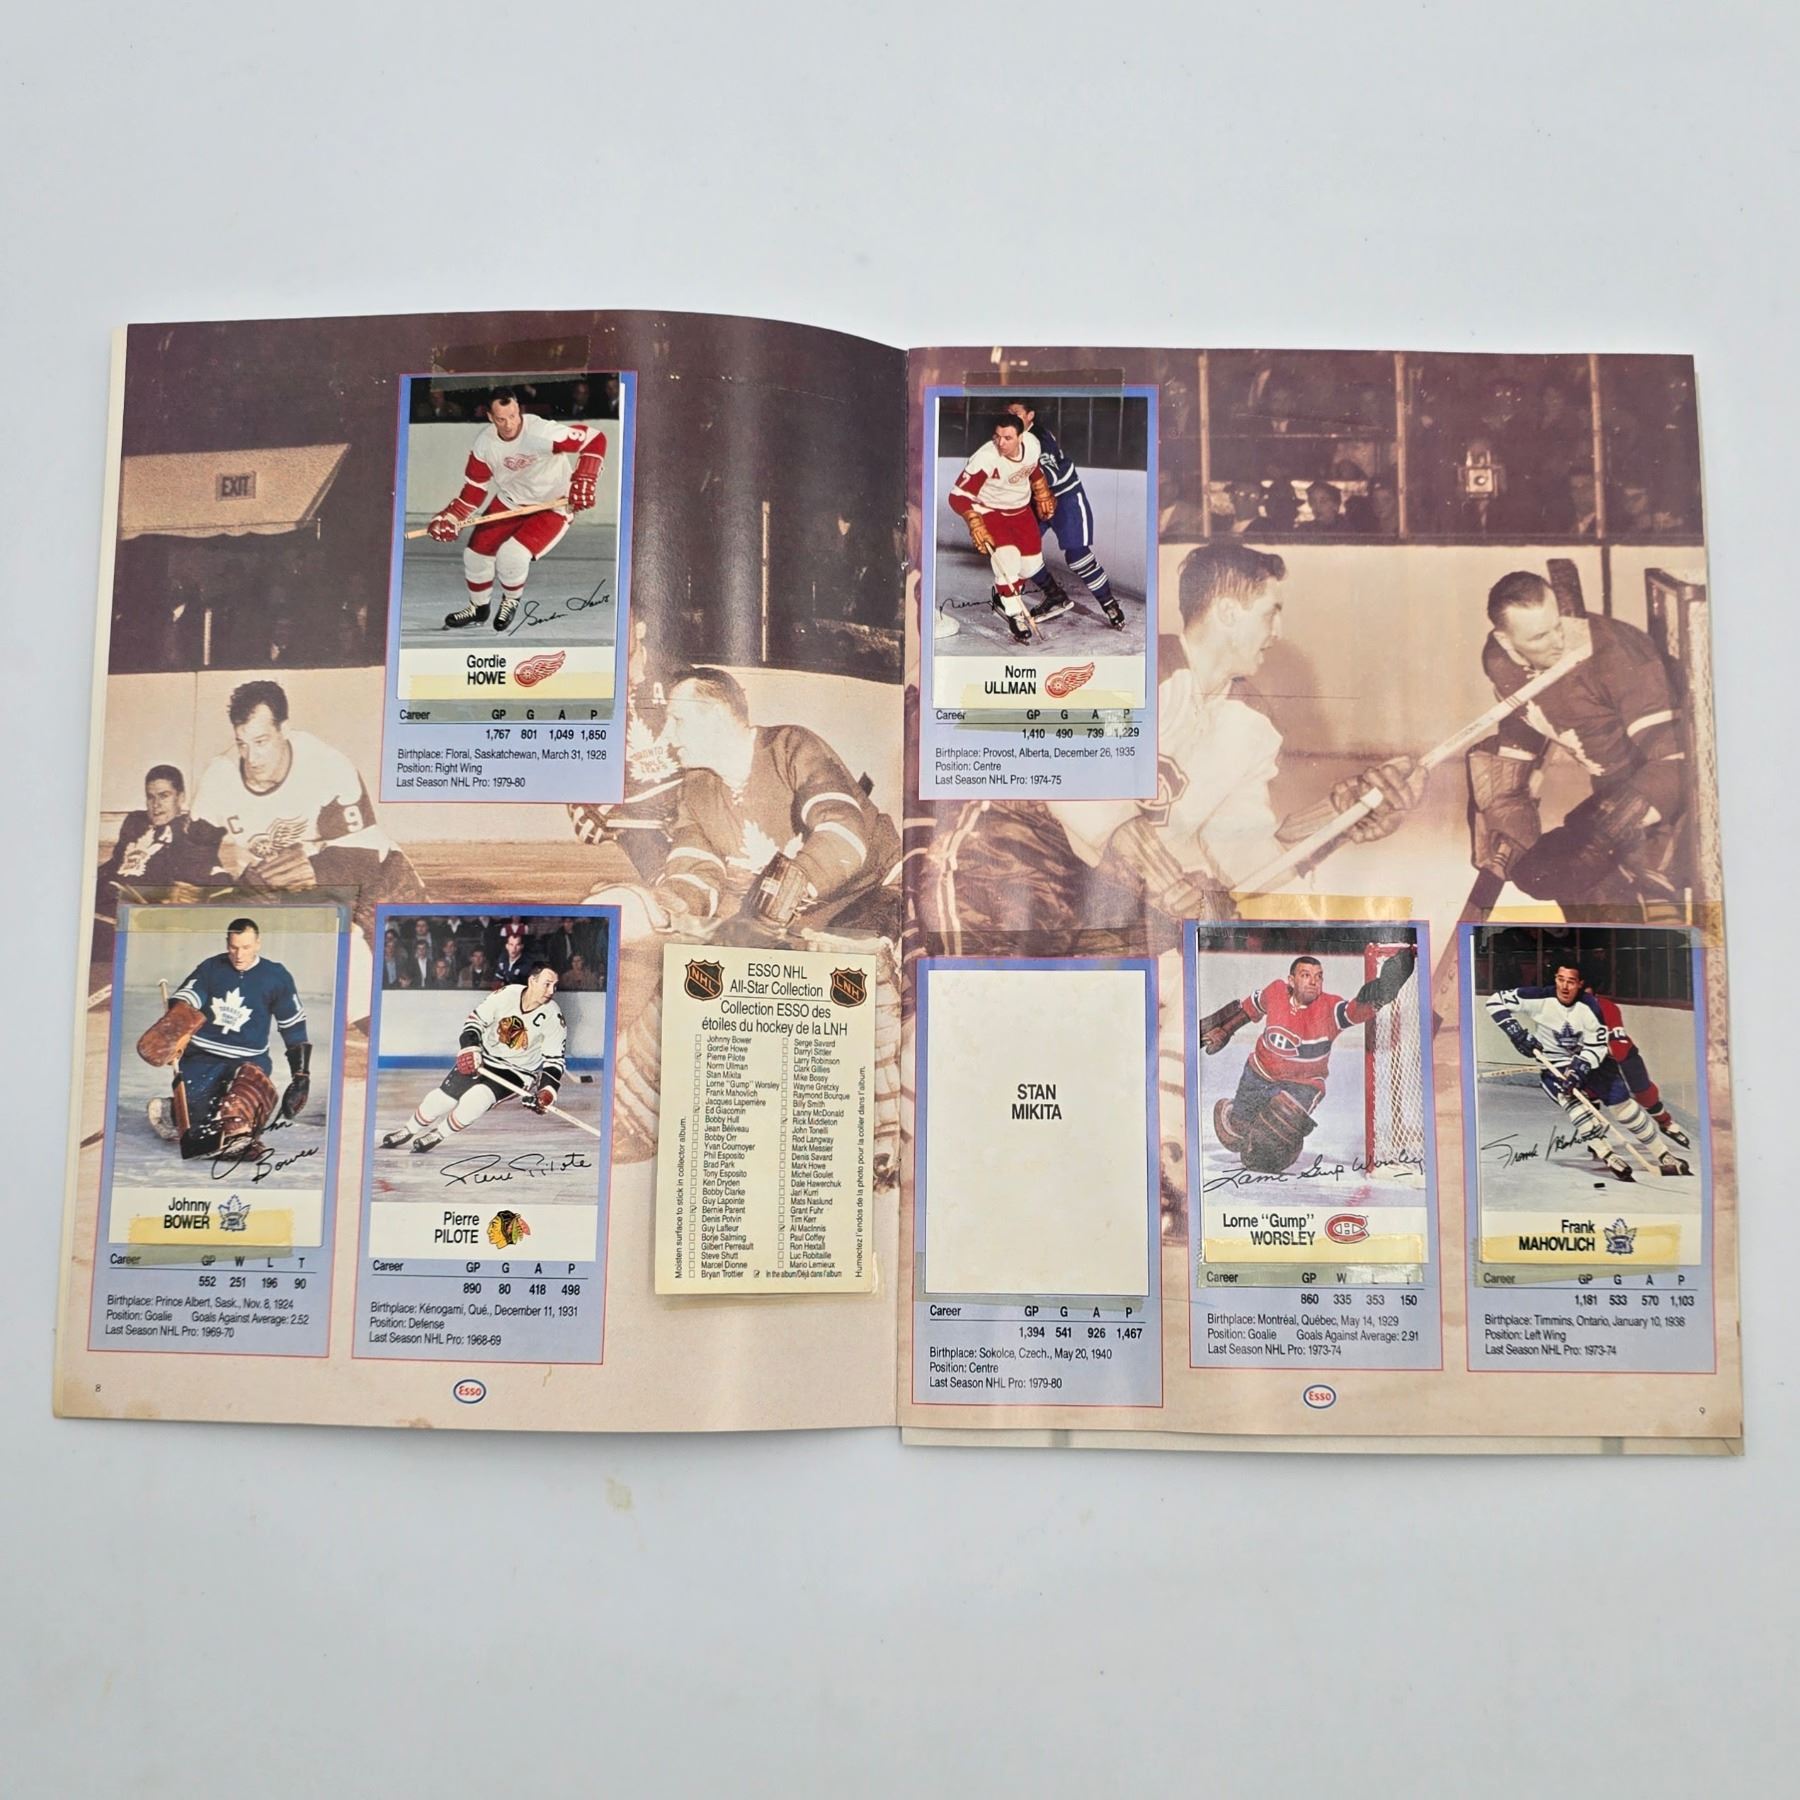 EXIT
Gordie
HOWE
Career GP G A P
1,767 801 1,049 1,850
Birthplace: Floral, Saskatchewan, March 31, 1928
Position: Right Wing
Last Season NHL Pro: 1979-80
Johnny
BOWER
Career GP W L T
552 251 196 90
Birthplace: Prince Albert, Sask., Nov. 8, 1924
Position: Goalie Goals Against Average: 2.52
Last Season NHL Pro: 1969-70
Pierre Pilote
Pierre
PILOTE
Career GP G A P
890 80 418 498
Birthplace: Kénogami, Qué., December 11, 1931
Position: Defense
Last Season NHL Pro: 1968-69
NHL
ESSO NHL
All-Star Collection
LNH
Collection ESSO des
étoiles du hockey de la LNH
Johnny Bower
Gordie Howe
Pierre Pilote
Norm Ullman
Stan Mikita
Lorne "Gump" Worsley
Frank Mahovlich
Jacques Laperrière
Ed Giacomin
Bobby Hull
Jean Béliveau
Bobby Orr
Yvan Cournoyer
Phil Esposito
Brad Park
Tony Esposito
Ken Dryden
Bobby Clarke
Guy Lapointe
Bernie Parent
Denis Potvin
Guy Lafleur
Borje Salming
Gilbert Perreault
Steve Shutt
Marcel Dionne
Bryan Trottier
Serge Savard
Darryl Sittler
Larry Robinson
Clark Gillies
Mike Bossy
Wayne Gretzky
Raymond Bourque
Billy Smith
Lanny McDonald
Rick Middleton
John Tonelli
Rod Langway
Mark Messier
Denis Savard
Mark Howe
Michel Goulet
Dale Hawerchuk
Jari Kurri
Mats Naslund
Grant Fuhr
Tim Kerr
Al MacInnis
Paul Coffey
Ron Hextall
Luc Robitaille
Mario Lemieux
In the album/Déjà dans l'album
Moisten surface to stick in collector album.
Humectez l'endos de la photo pour la coller dans l'album.
8
Esso
Norm
ULLMAN
Career GP G A P
1,410 490 739 1,229
Birthplace: Provost, Alberta, December 26, 1935
Position: Centre
Last Season NHL Pro: 1974-75
STAN
MIKITA
Career GP G A P
1,394 541 926 1,467
Birthplace: Sokolce, Czech., May 20, 1940
Position: Centre
Last Season NHL Pro: 1979-80
Lorne Gump Worsley
Lorne "Gump"
WORSLEY
Career GP W L T
860 335 353 150
Birthplace: Montréal, Québec, May 14, 1929
Position: Goalie Goals Against Average: 2.91
Last Season NHL Pro: 1973-74
Frank Mahovlich
Frank
MAHOVLICH
Career GP G A P
1,181 533 570 1,103
Birthplace: Timmins, Ontario, January 10, 1938
Position: Left Wing
Last Season NHL Pro: 1973-74
Esso
9